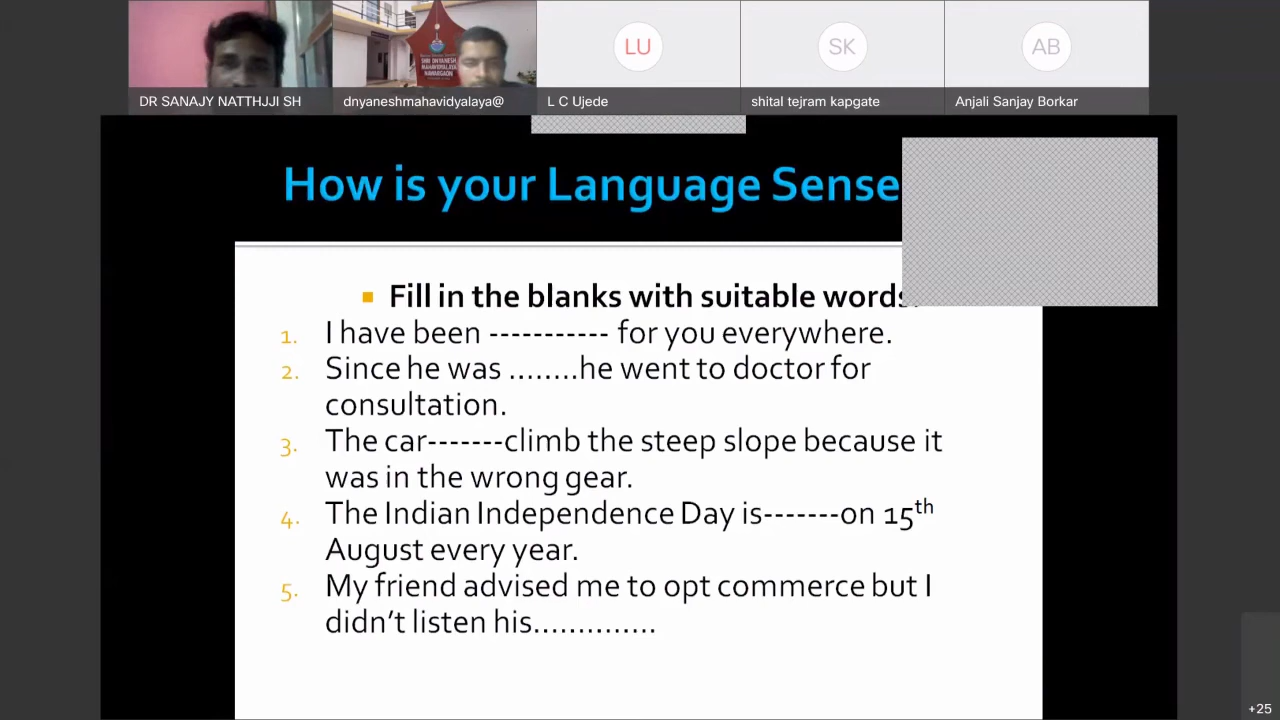 LU
SK
AB
SHRI DNYANESH
MAHAVIDYALAYA
NAWARGAON
DR SANAJY NATTHJJI SH
dnyaneshmahavidyalaya@
L C Ujede
shital tejram kapgate
Anjali Sanjay Borkar
How is your Language Sense
Fill in the blanks with suitable words.
1. I have been ----------- for you everywhere.
2. Since he was ........he went to doctor for
consultation.
3. The car-------climb the steep slope because it
was in the wrong gear.
4. The Indian Independence Day is-------on 15th
August every year.
5. My friend advised me to opt commerce but I
didn't listen his..............
+25